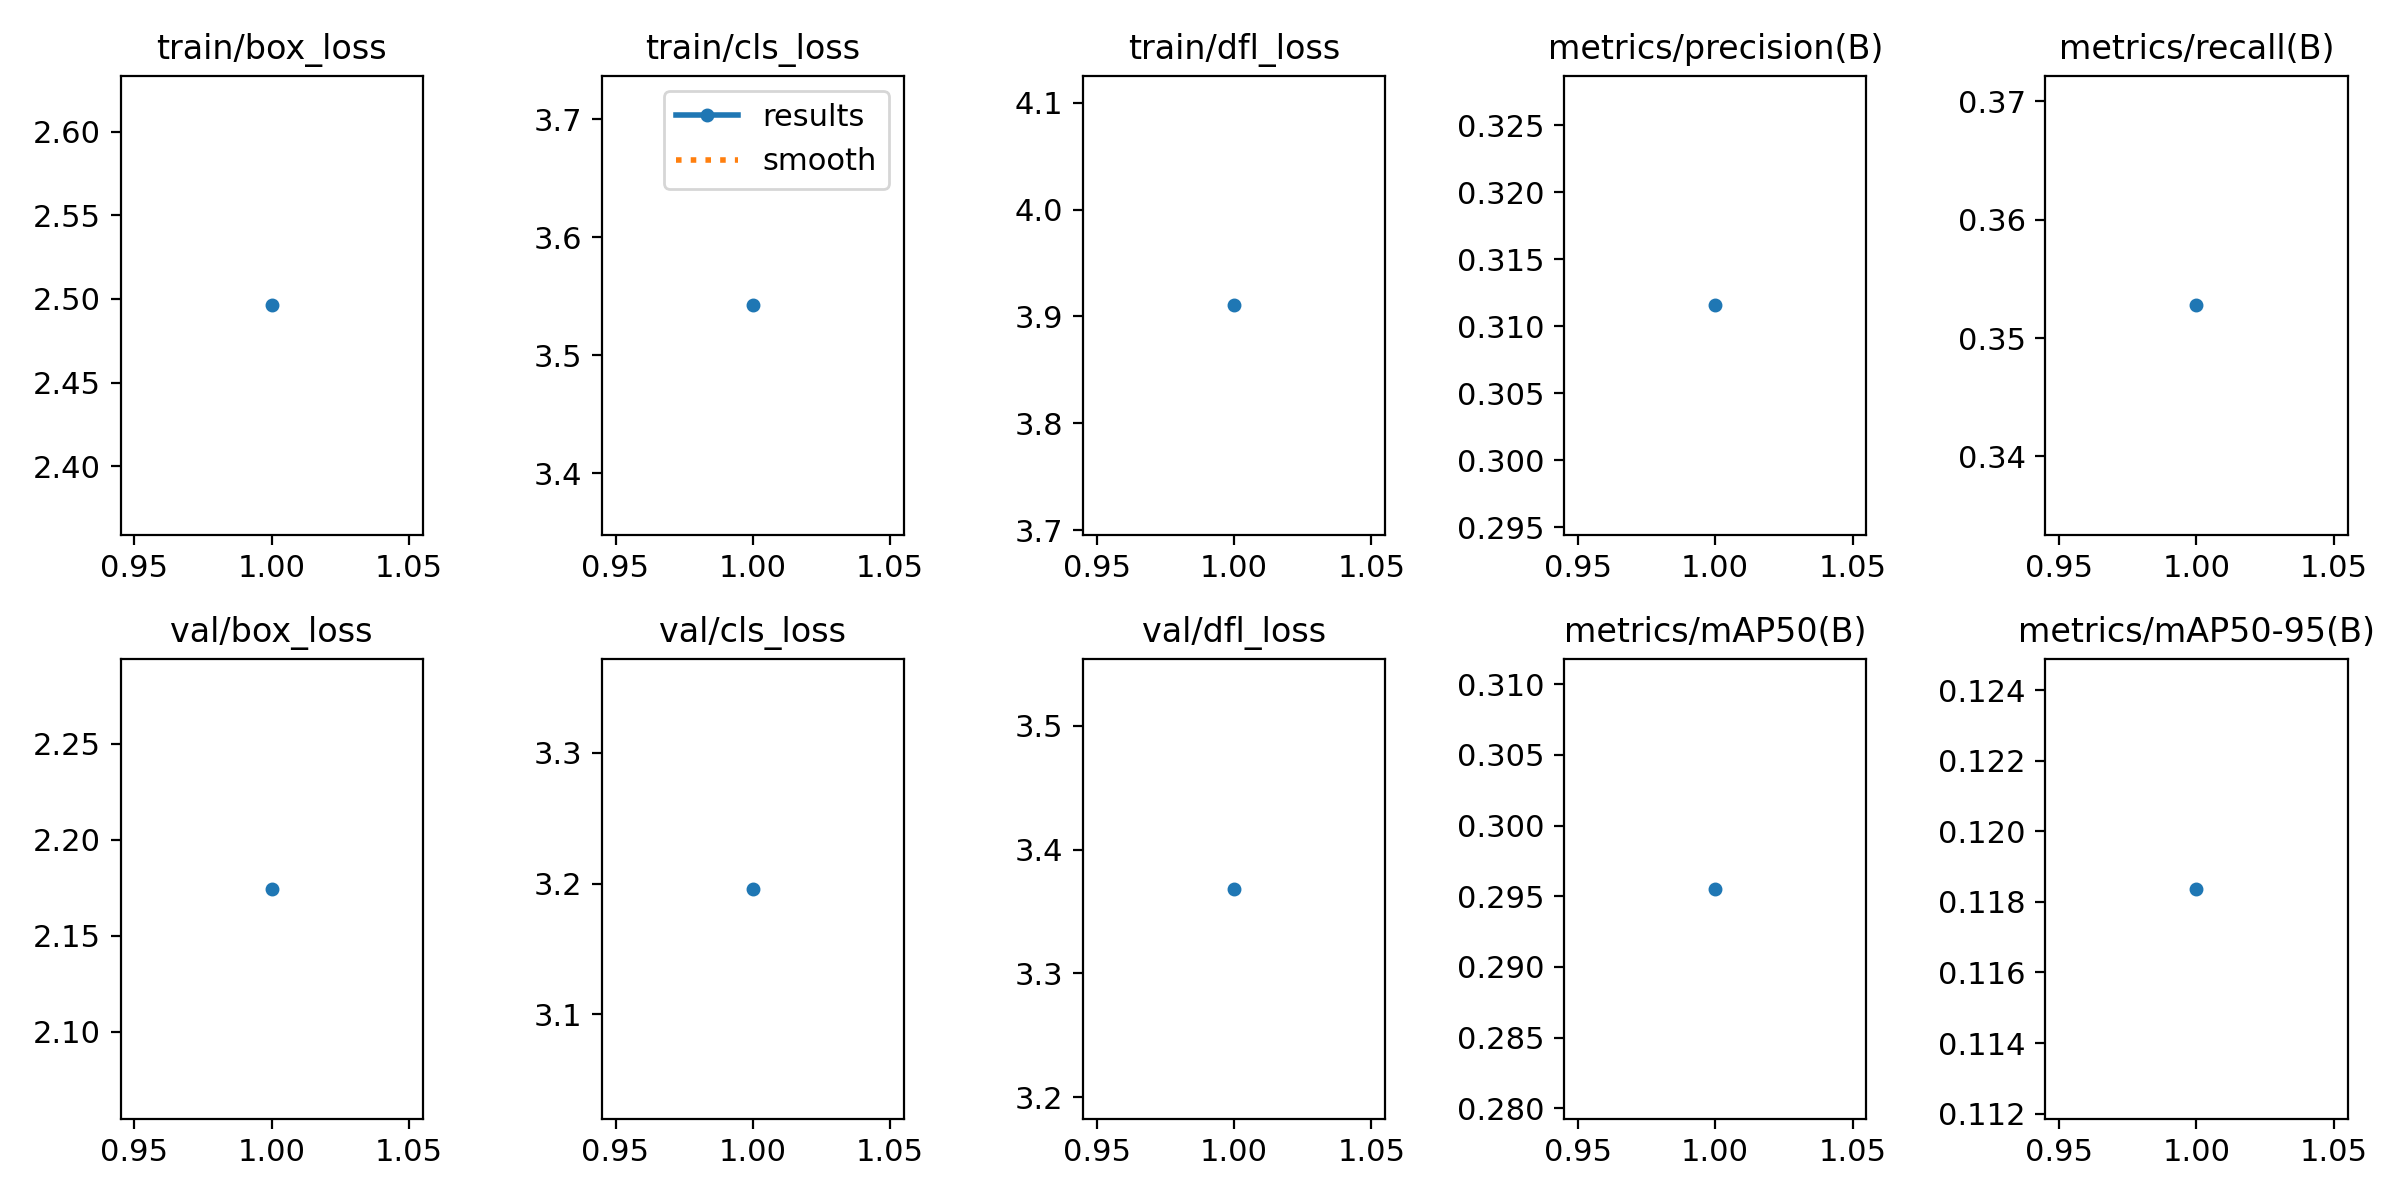 train/box_loss
2.60
2.55
2.50
2.45
2.40
0.95 1.00 1.05
train/cls_loss
results
smooth
3.7
3.6
3.5
3.4
0.95 1.00 1.05
train/dfl_loss
4.1
4.0
3.9
3.8
3.7
0.95 1.00 1.05
metrics/precision(B)
0.325
0.320
0.315
0.310
0.305
0.300
0.295
0.95 1.00 1.05
metrics/recall(B)
0.37
0.36
0.35
0.34
0.95 1.00 1.05
val/box_loss
2.25
2.20
2.15
2.10
0.95 1.00 1.05
val/cls_loss
3.3
3.2
3.1
0.95 1.00 1.05
val/dfl_loss
3.5
3.4
3.3
3.2
0.95 1.00 1.05
metrics/mAP50(B)
0.310
0.305
0.300
0.295
0.290
0.285
0.280
0.95 1.00 1.05
metrics/mAP50-95(B)
0.124
0.122
0.120
0.118
0.116
0.114
0.112
0.95 1.00 1.05